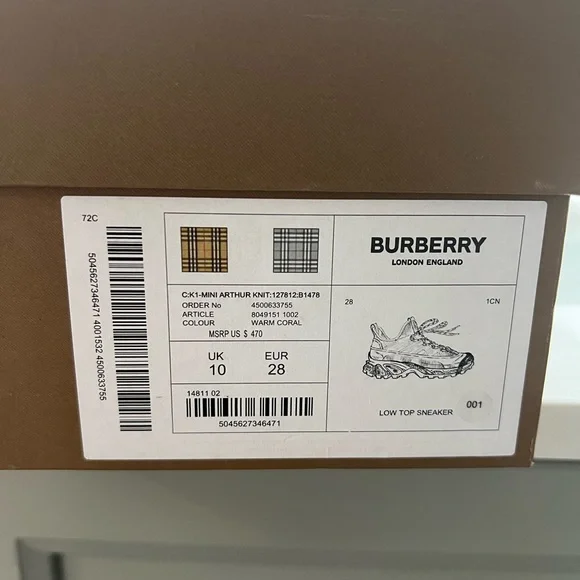 72C
5045627346471 4001532 4500633755
C:K1-MINI ARTHUR KNIT:127812:B1478
ORDER No 4500633755
ARTICLE 8049151 1002
COLOUR WARM CORAL
MSRP US $ 470
UK EUR
10 28
14811 02
5045627346471
BURBERRY
LONDON ENGLAND
28 1CN
LOW TOP SNEAKER 001